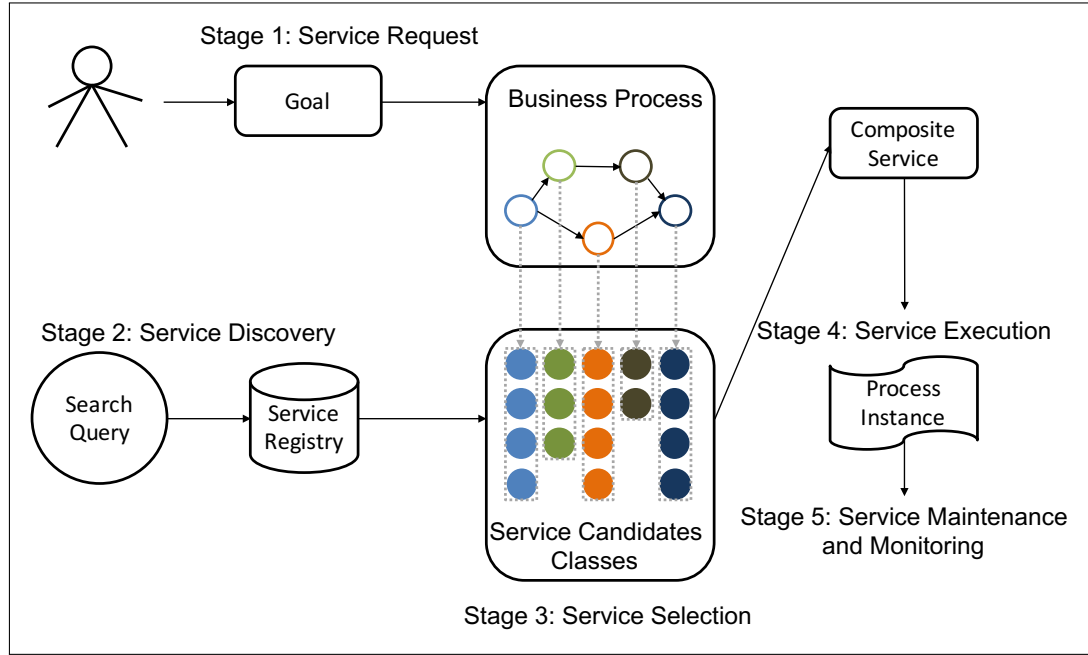 Stage 1: Service Request
Goal
Business Process
Composite
Service
Stage 2: Service Discovery
Search
Query
Service
Registry
Service Candidates
Classes
Stage 3: Service Selection
Stage 4: Service Execution
Process
Instance
Stage 5: Service Maintenance
and Monitoring